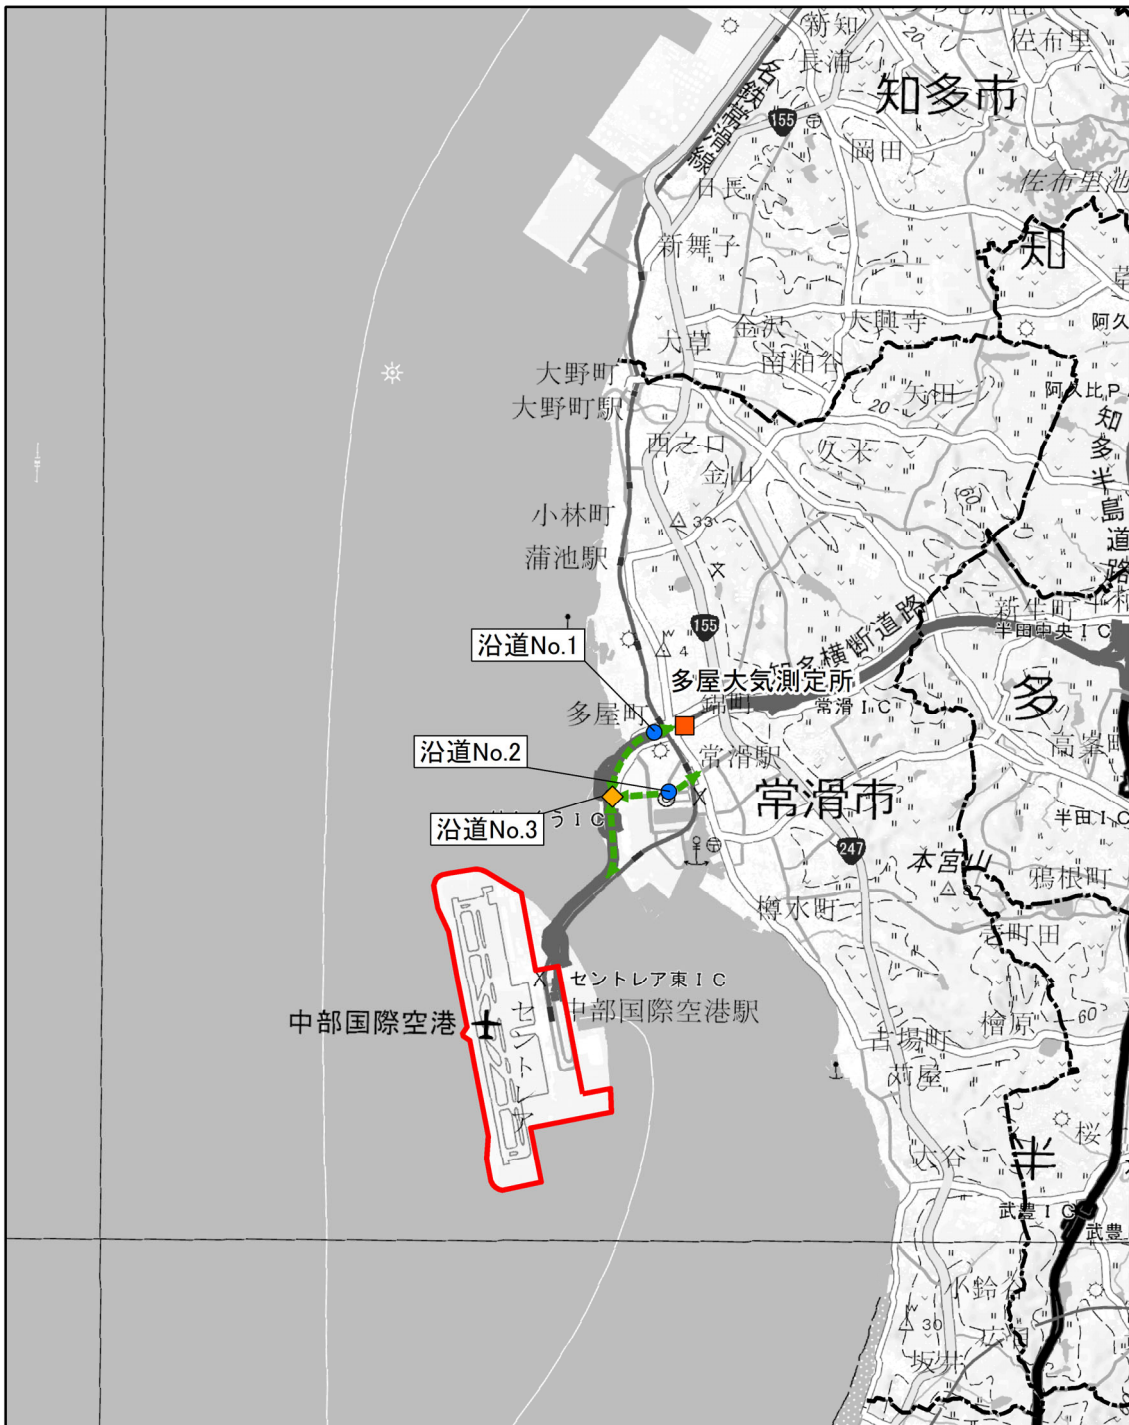 新知
佐布里
長浦
知多市
名鉄常滑線
155
岡田
20
日長
佐布里池
新舞子
知
金沢
大興寺
大草
南粕谷
阿久
大野町
大野町駅
矢田
20
阿久比P
西之口
久米
金山
知多半島道路
60
小林町
33
蒲池駅
新生町
半田中央IC
155
知多横断道路
沿道No.1
4
多屋大気測定所
多
多屋町
錦町
常滑IC
高峯町
沿道No.2
常滑駅
常滑市
半田IC
沿道No.3
うIC
247
本宮山
鴉根町
樽水町
壱町田
セントレア東IC
中部国際空港駅
中部国際空港
セントレア
檜原
60
古場町
苅屋
大谷
半
武豊IC
武豊
小鈴谷
30
広目
坂井